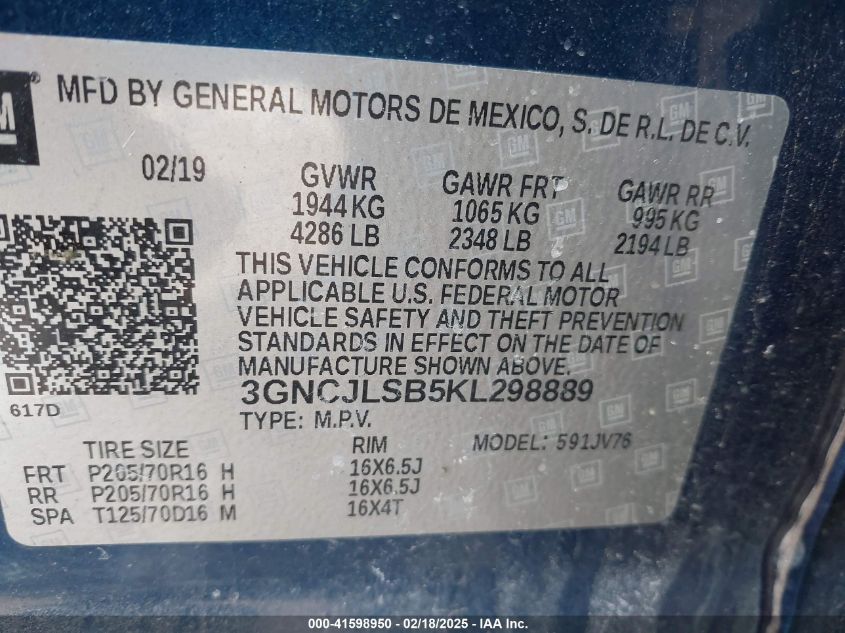 GM ®
MFD BY GENERAL MOTORS DE MEXICO, S. DE R.L. DE C.V.
02/19 GVWR GAWR FRT GAWR RR
1944 KG 1065 KG 995 KG
4286 LB 2348 LB 2194 LB
THIS VEHICLE CONFORMS TO ALL
APPLICABLE U.S. FEDERAL MOTOR
VEHICLE SAFETY AND THEFT PREVENTION
STANDARDS IN EFFECT ON THE DATE OF
MANUFACTURE SHOWN ABOVE.
3GNCJLSB5KL298889
617D
TYPE: M.P.V.
TIRE SIZE RIM MODEL: 591JV76
FRT P205/70R16 H 16X6.5J
RR P205/70R16 H 16X6.5J
SPA T125/70D16 M 16X4T
000-41598950 — 02/18/2025 - IAAI - Copart, Inc.